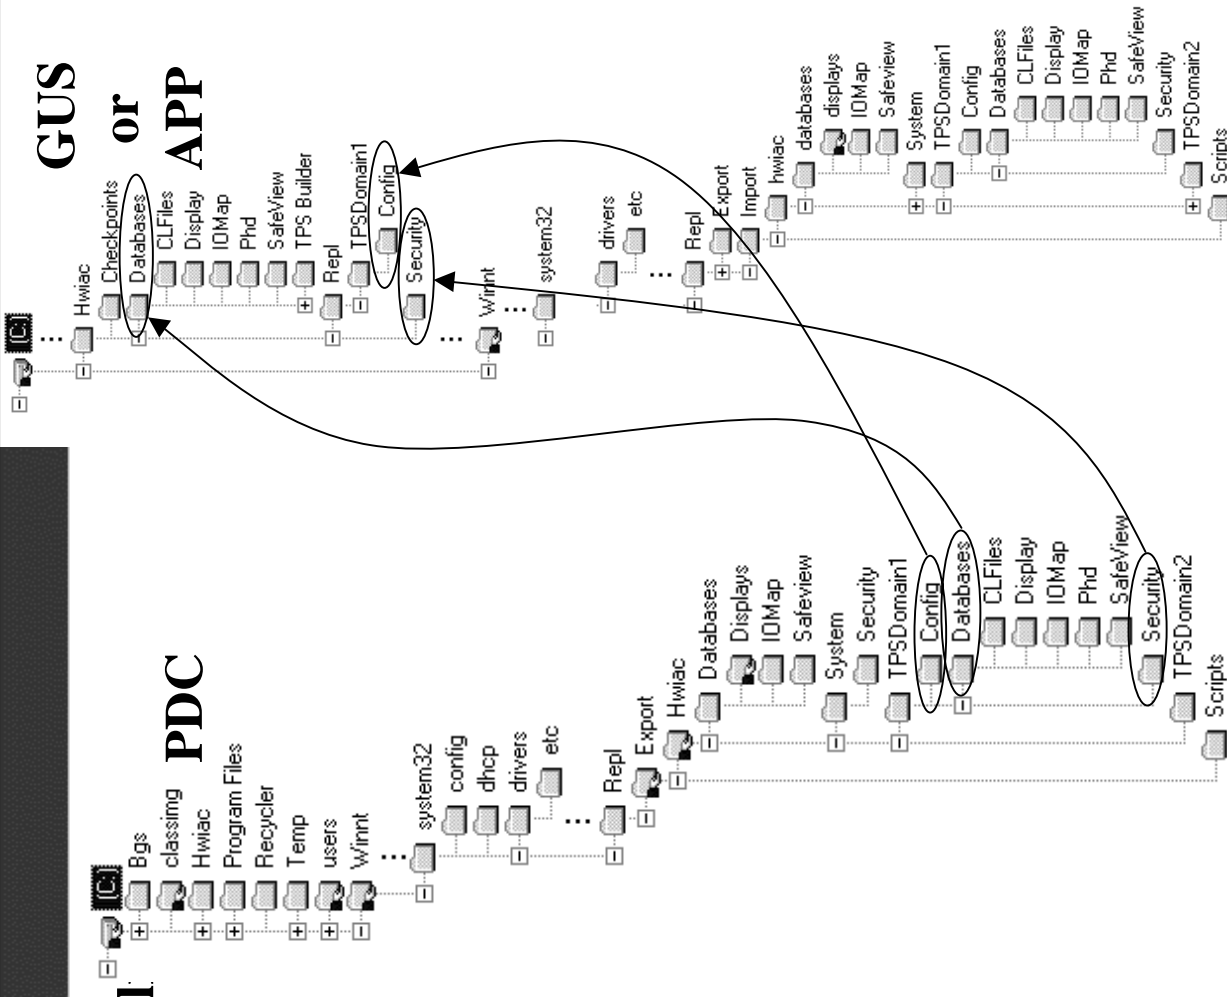 PDC
[C:]
Bgs
classimg
Hwiac
Program Files
Recycler
Temp
users
Winnt
...
system32
config
dhcp
drivers
etc
...
Repl
Export
Hwiac
Databases
Displays
IOMap
Safeview
System
Security
TPSDomain1
Config
Databases
CLFiles
Display
IOMap
Phd
SafeView
Security
TPSDomain2
Scripts
GUS
or
APP
[C:]
...
Hwiac
Checkpoints
Databases
CLFiles
Display
IOMap
Phd
SafeView
TPS Builder
Repl
TPSDomain1
Config
Security
...
Winnt
...
system32
drivers
etc
...
Repl
Export
Import
hwiac
databases
displays
IOMap
Safeview
System
TPSDomain1
Config
Databases
CLFiles
Display
IOMap
Phd
SafeView
Security
TPSDomain2
Scripts